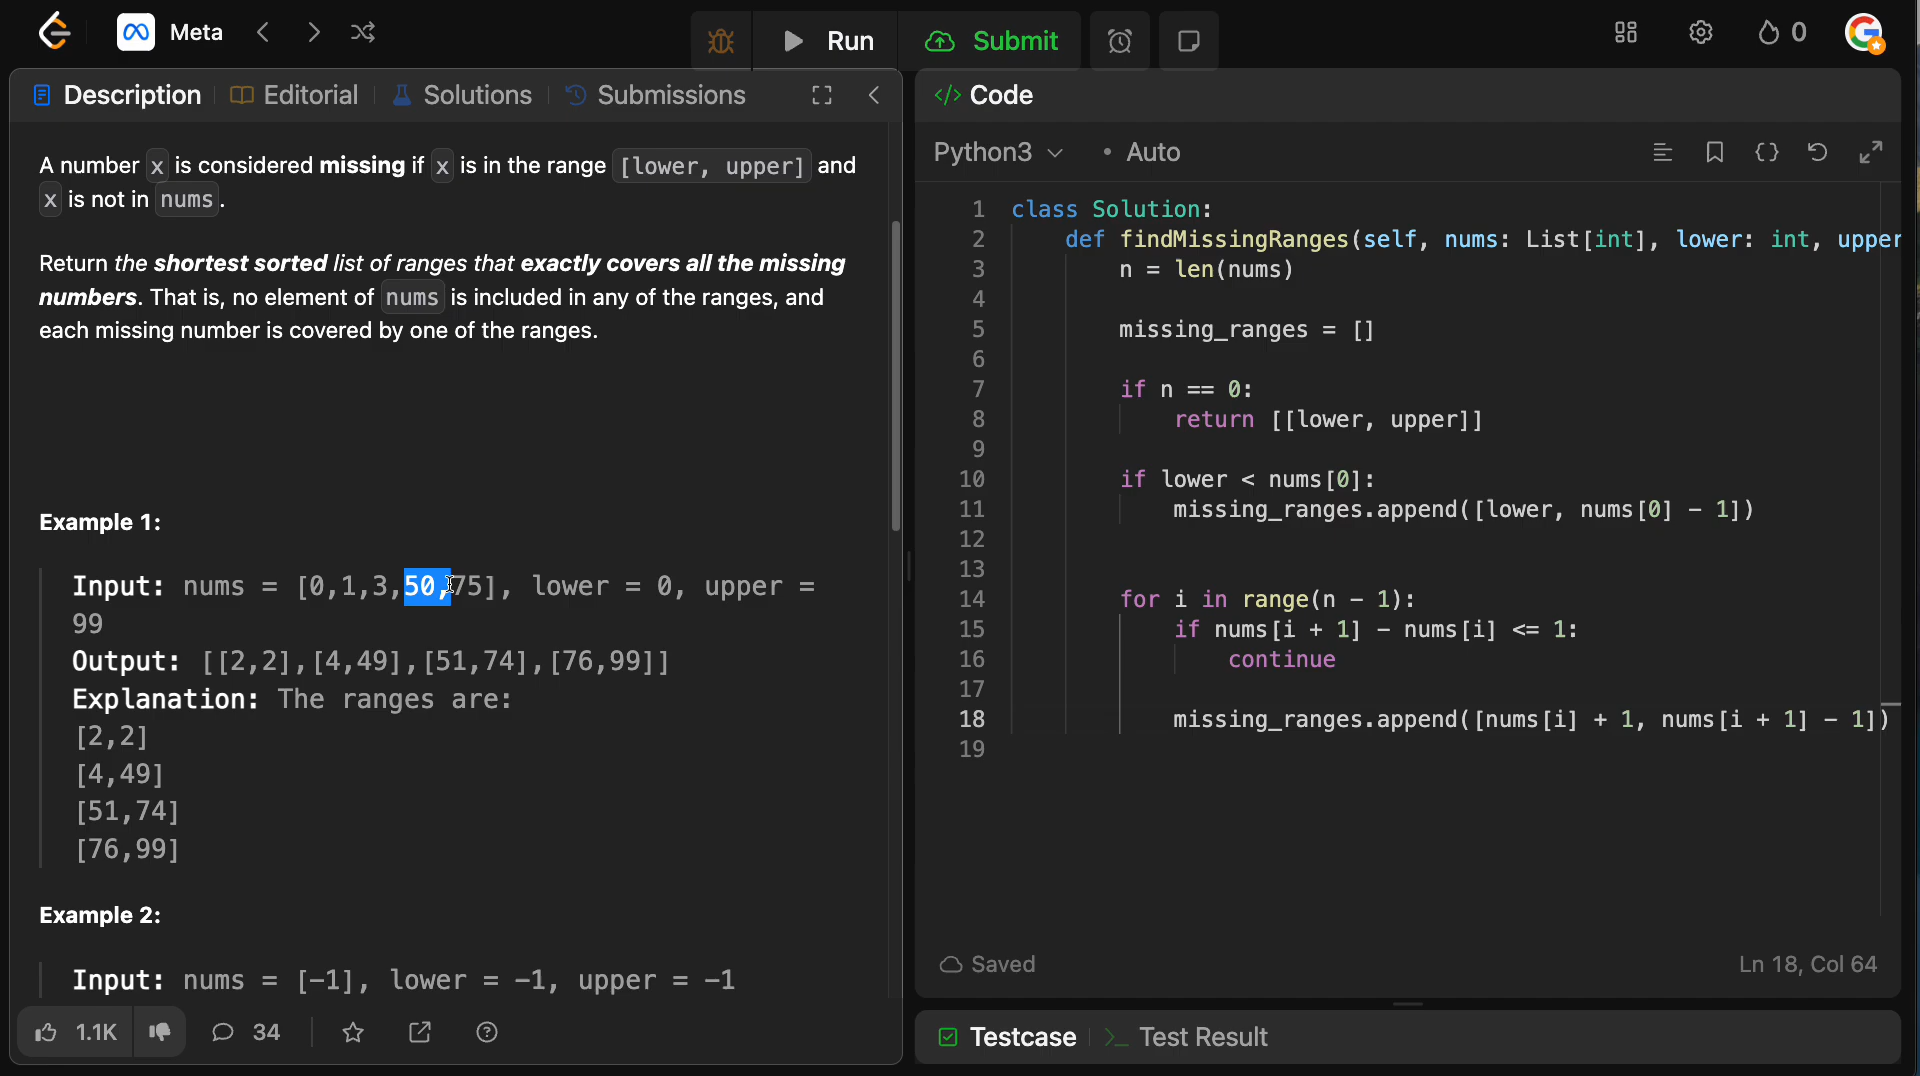 Meta
Run
Submit
0
Description
Editorial
Solutions
Submissions
A number x is considered missing if x is in the range [lower, upper] and
x is not in nums.
Return the shortest sorted list of ranges that exactly covers all the missing
numbers. That is, no element of nums is included in any of the ranges, and
each missing number is covered by one of the ranges.
Example 1:
Input: nums = [0,1,3,50,75], lower = 0, upper =
99
Output: [[2,2],[4,49],[51,74],[76,99]]
Explanation: The ranges are:
[2,2]
[4,49]
[51,74]
[76,99]
Example 2:
Input: nums = [-1], lower = -1, upper = -1
1.1K
34
</> Code
Python3
• Auto
1 class Solution:
2 def findMissingRanges(self, nums: List[int], lower: int, upper
3 n = len(nums)
4
5 missing_ranges = []
6
7 if n == 0:
8 return [[lower, upper]]
9
10 if lower < nums[0]:
11 missing_ranges.append([lower, nums[0] - 1])
12
13
14 for i in range(n - 1):
15 if nums[i + 1] - nums[i] <= 1:
16 continue
17
18 missing_ranges.append([nums[i] + 1, nums[i + 1] - 1])
19
Saved
Ln 18, Col 64
Testcase
Test Result